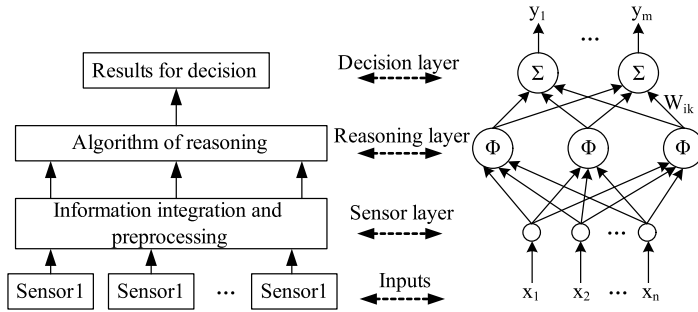 Results for decision
Algorithm of reasoning
Information integration and
preprocessing
Sensor1 Sensor1 ... Sensor1
Decision layer
Reasoning layer
Sensor layer
Inputs
y1 ... ym
Σ Σ
Wik
Φ Φ Φ
...
x1 x2 ... xn